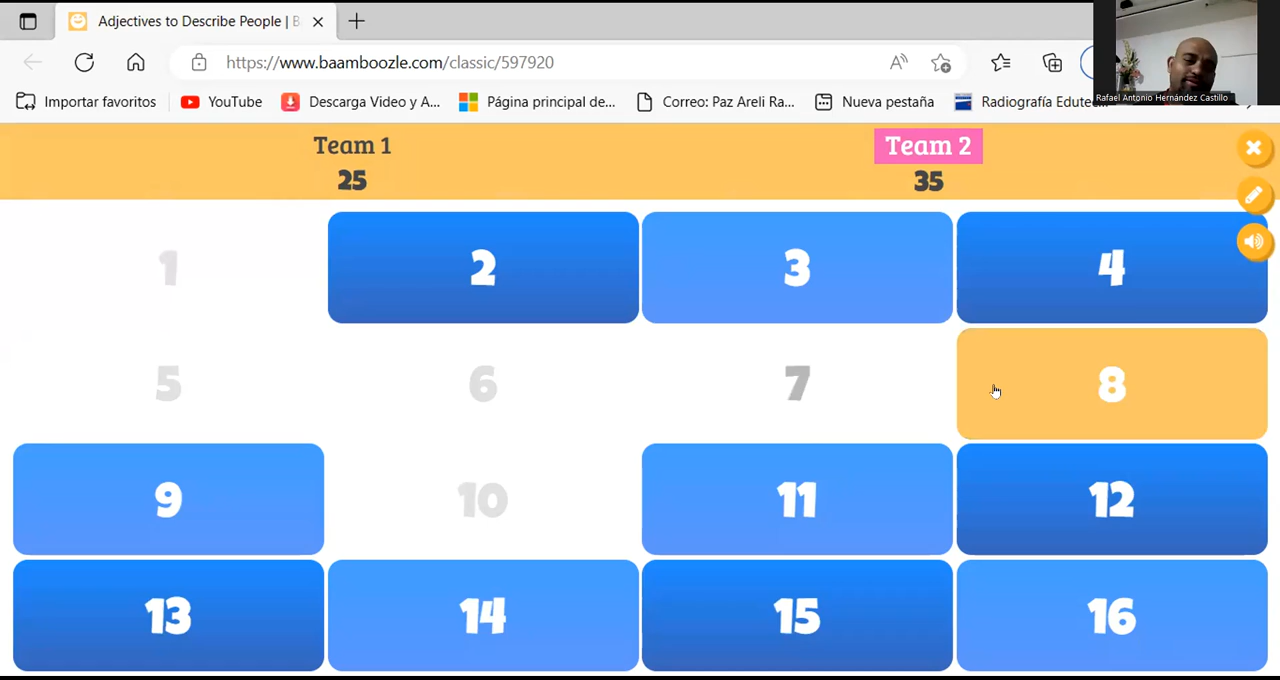 Adjectives to Describe People | B
https://www.baamboozle.com/classic/597920
Importar favoritos
YouTube
Descarga Video y A...
Página principal de...
Correo: Paz Areli Ra...
Nueva pestaña
Radiografía Edutec...
Rafael Antonio Hernández Castillo
Team 1
Team 2
25
35
1
2
3
4
5
6
7
8
9
10
11
12
13
14
15
16